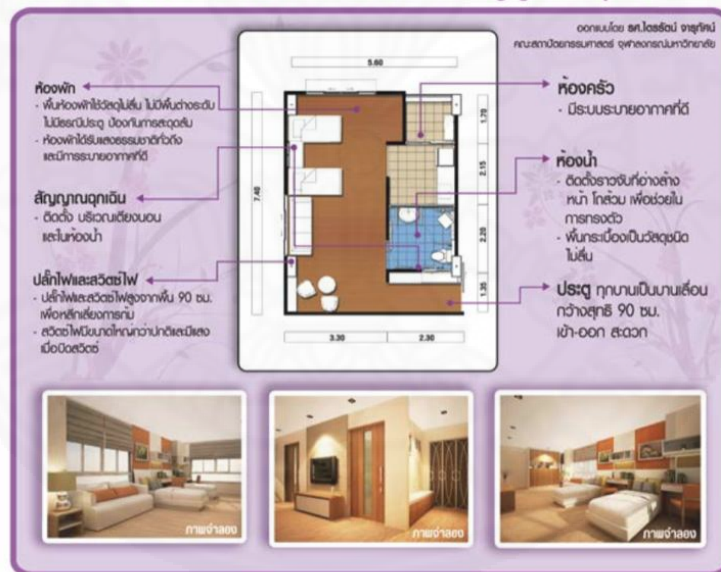 ออกแบบโดย รศ.ไตรรัตน์ จารุทัศน์
คณะสถาปัตยกรรมศาสตร์ จุฬาลงกรณ์มหาวิทยาลัย
ห้องพัก
- พื้นห้องพักใช้วัสดุไม่ลื่น ไม่มีพื้นต่างระดับ
ไม่มีธรณีประตู ป้องกันการสะดุดล้ม
- ห้องพักได้รับแสงธรรมชาติทั่วถึง
และมีการระบายอากาศที่ดี
สัญญาณฉุกเฉิน
- ติดตั้ง บริเวณเตียงนอน
และในห้องน้ำ
ปลั๊กไฟและสวิตช์ไฟ
- ปลั๊กไฟและสวิตช์ไฟสูงจากพื้น 90 ซม.
เพื่อหลีกเลี่ยงการก้ม
- สวิตช์ไฟมีขนาดใหญ่กว่าปกติและมีแสง
เมื่อปิดสวิตช์
5.60
7.40
1.70
2.15
2.20
1.35
3.30
2.30
ห้องครัว
- มีระบบระบายอากาศที่ดี
ห้องน้ำ
- ติดตั้งราวจับที่อ่างล้าง
หน้า โถส้วม เพื่อช่วยใน
การทรงตัว
- พื้นกระเบื้องเป็นวัสดุชนิด
ไม่ลื่น
ประตู ทุกบานเป็นบานเลื่อน
กว้างสุทธิ 90 ซม.
เข้า-ออก สะดวก
ภาพจำลอง
ภาพจำลอง
ภาพจำลอง